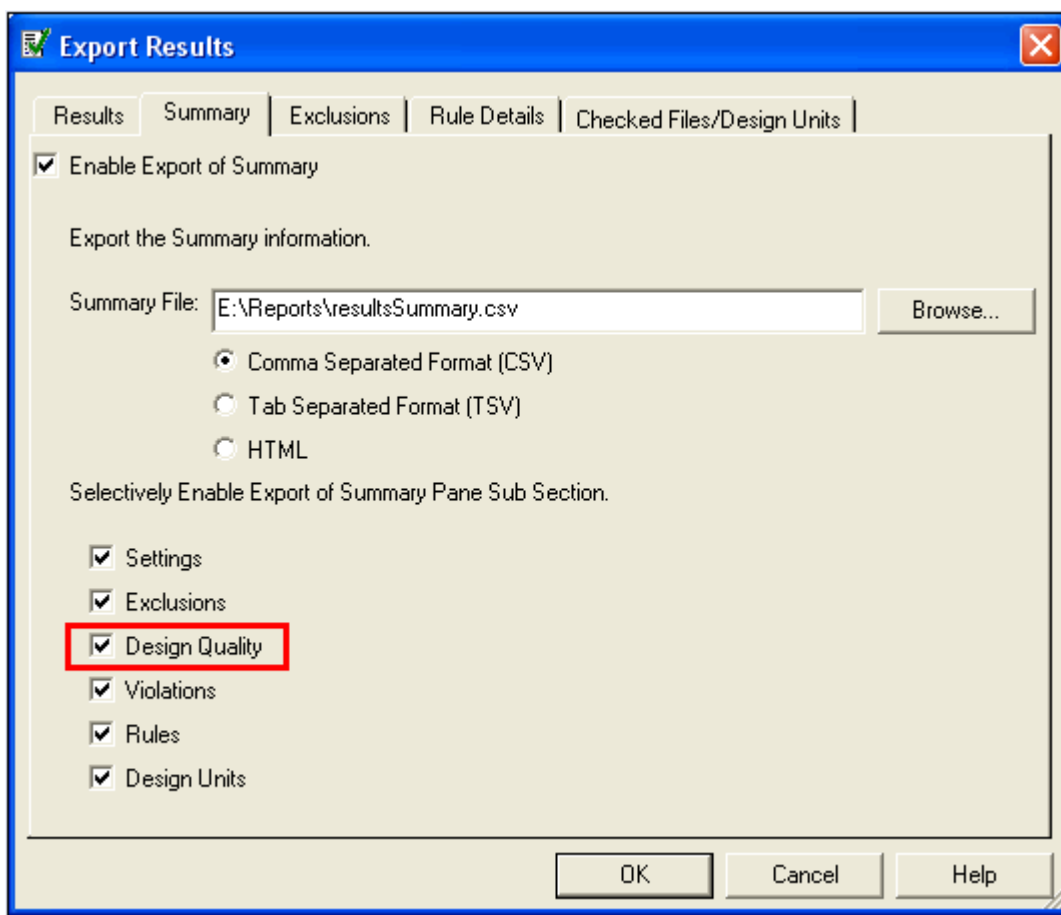 Export Results
Results Summary Exclusions Rule Details Checked Files/Design Units
Enable Export of Summary
Export the Summary information.
Summary File: E:\Reports\resultsSummary.csv Browse...
Comma Separated Format (CSV)
Tab Separated Format (TSV)
HTML
Selectively Enable Export of Summary Pane Sub Section.
Settings
Exclusions
Design Quality
Violations
Rules
Design Units
OK Cancel Help